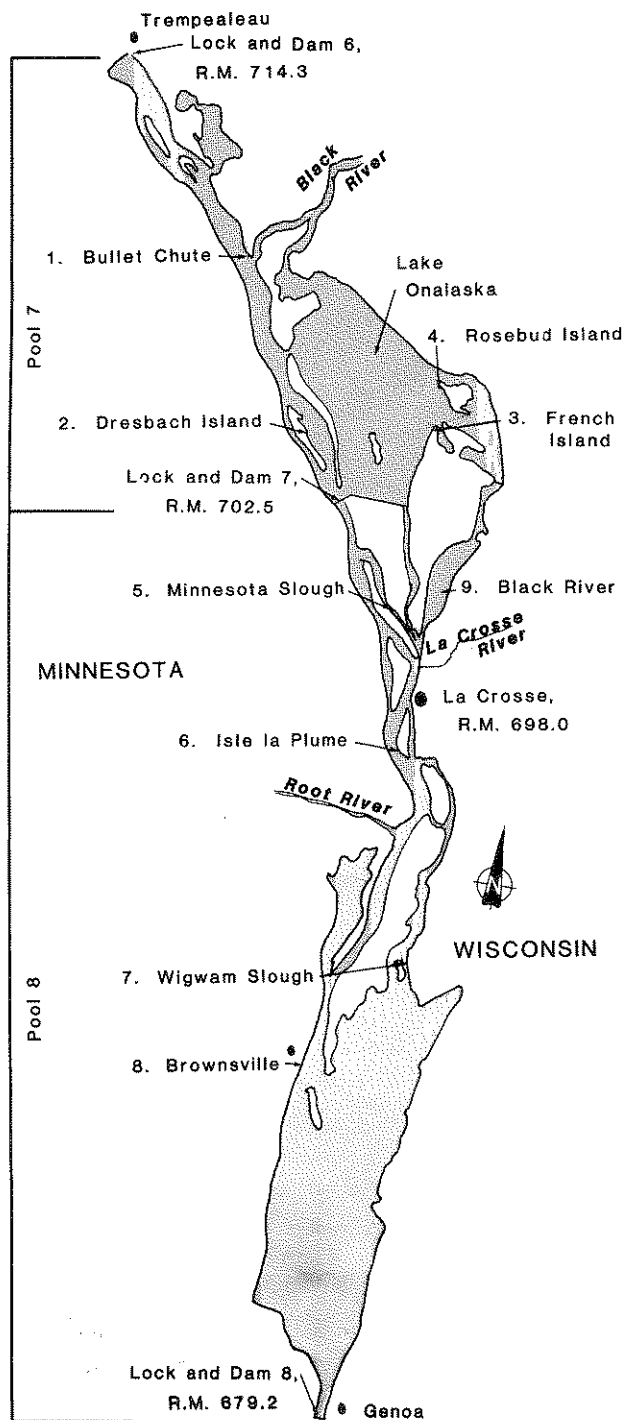 Trempealeau
Lock and Dam 6,
R.M. 714.3
Black
River
1. Bullet Chute
Lake
Onalaska
4. Rosebud Island
Pool 7
2. Dresbach Island
3. French
Island
Lock and Dam 7,
R.M. 702.5
5. Minnesota Slough
9. Black River
La Crosse
River
MINNESOTA
La Crosse,
R.M. 698.0
6. Isle la Plume
Root River
N
WISCONSIN
7. Wigwam Slough
Pool 8
8. Brownsville
Lock and Dam 8,
R.M. 679.2
Genoa